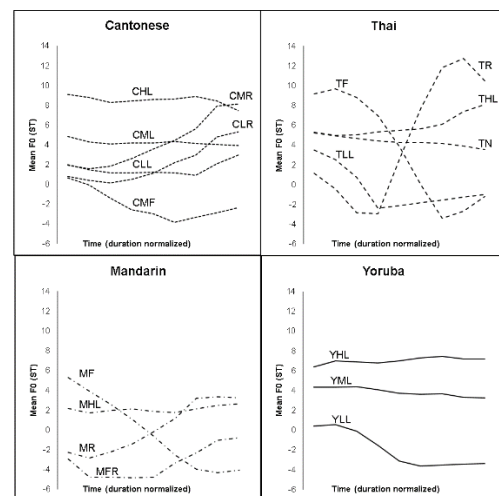 Cantonese
14
12
10
8
6
4
2
0
-2
-4
-6
Mean F0 (ST)
CHL
CMR
CML
CLR
CLL
CMF
Time (duration normalized)
Thai
14
12
10
8
6
4
2
0
-2
-4
-6
Mean F0 (ST)
TR
TF
THL
TN
TLL
Time (duration normalized)
Mandarin
14
12
10
8
6
4
2
0
-2
-4
-6
Mean F0 (ST)
MF
MHL
MR
MFR
Time (duration normalized)
Yoruba
14
12
10
8
6
4
2
0
-2
-4
-6
Mean F0 (ST)
YHL
YML
YLL
Time (duration normalized)